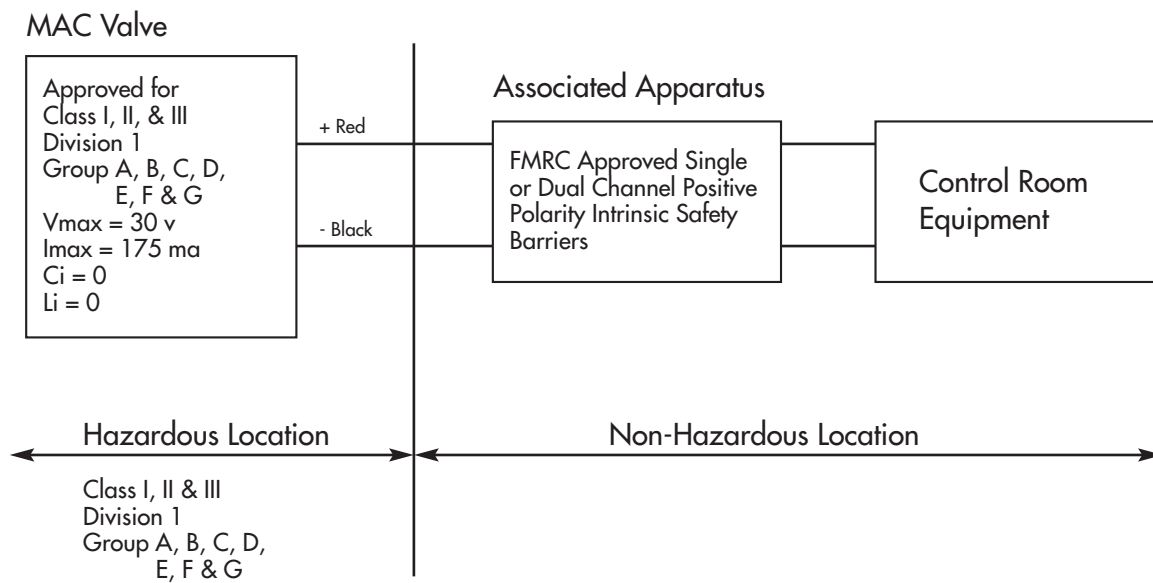 MAC Valve
Approved for
Class I, II, & III
Division 1
Group A, B, C, D,
E, F & G
Vmax = 30 v
Imax = 175 ma
Ci = 0
Li = 0
+ Red
- Black
Associated Apparatus
FMRC Approved Single
or Dual Channel Positive
Polarity Intrinsic Safety
Barriers
Control Room
Equipment
Hazardous Location
Non-Hazardous Location
Class I, II & III
Division 1
Group A, B, C, D,
E, F & G